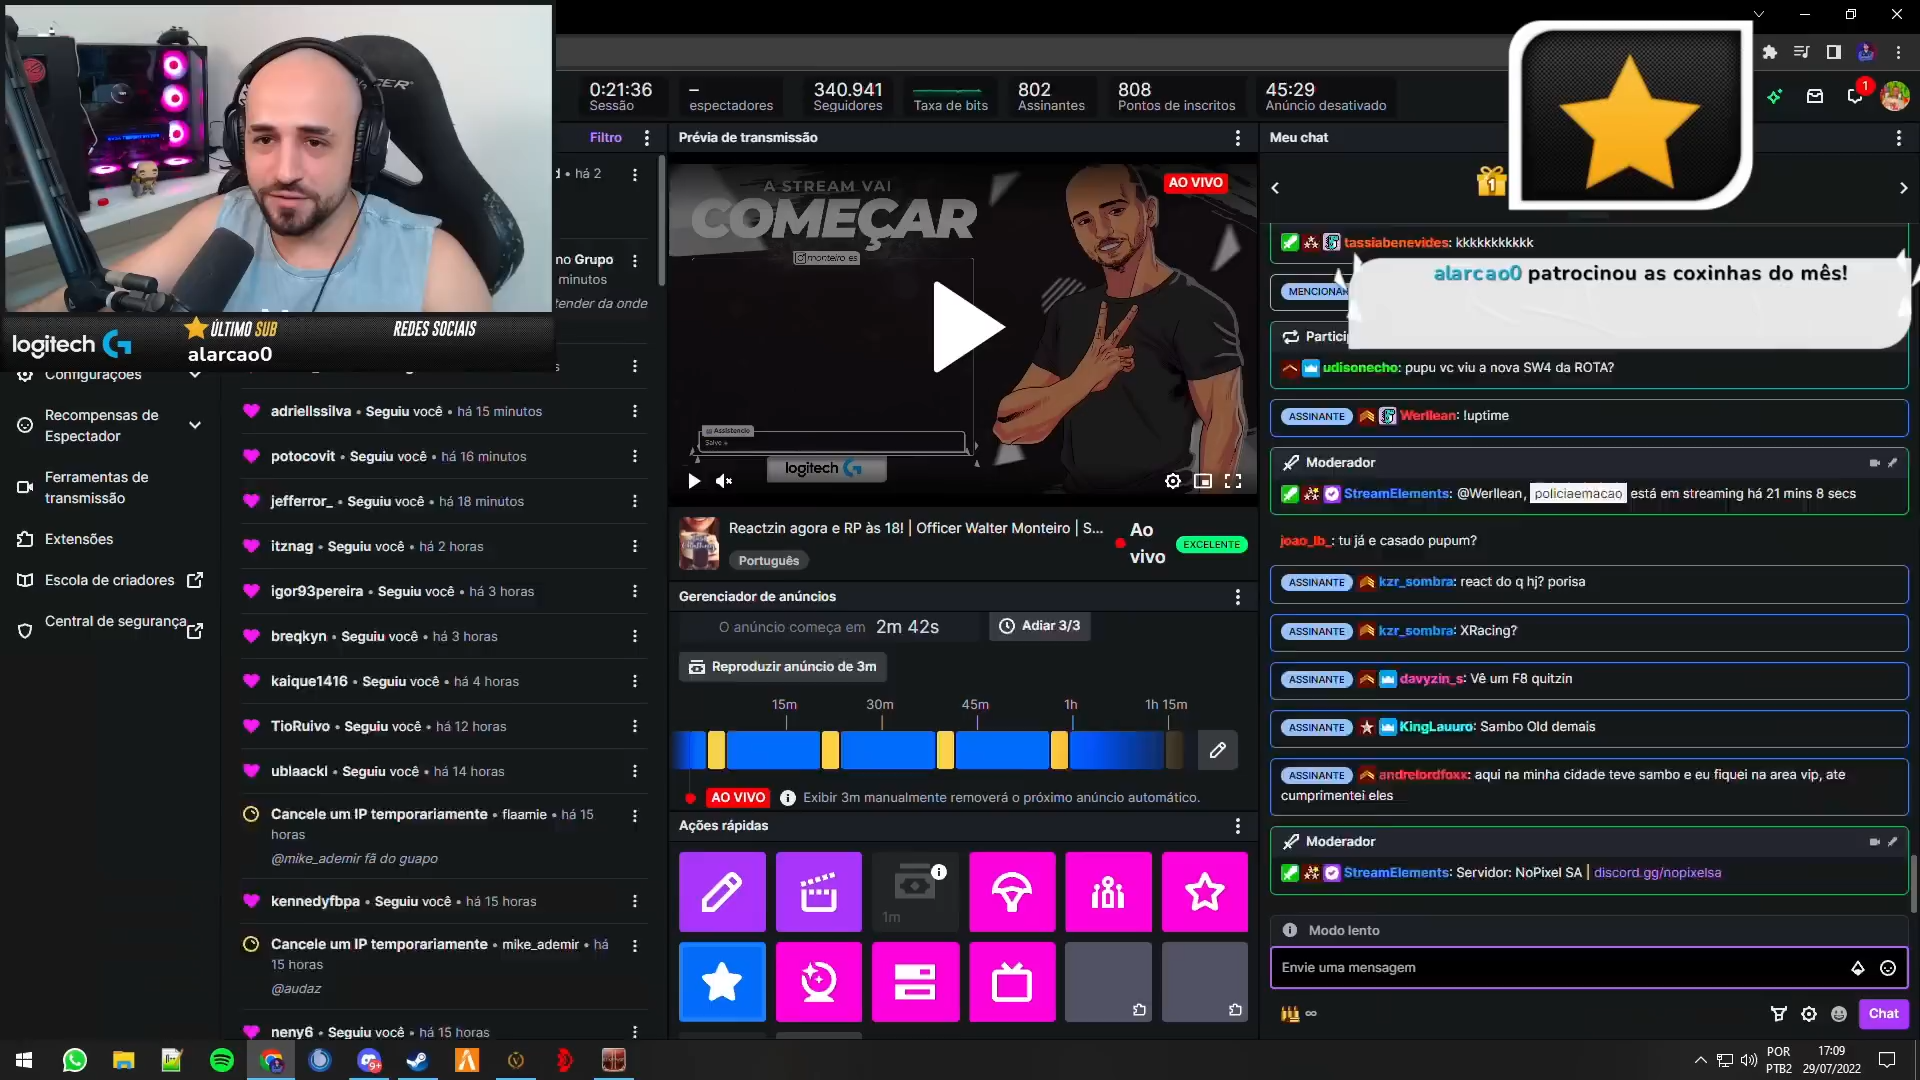 0:21:36
Sessão
–
espectadores
340.941
Seguidores
Taxa de bits
802
Assinantes
808
Pontos de inscritos
45:29
Anúncio desativado
1
logitech G
ÚLTIMO SUB
alarcao0
REDES SOCIAIS
Configurações
Recompensas de
Espectador
Ferramentas de
transmissão
Extensões
Escola de criadores
Central de segurança
Filtro
• há 2
no Grupo
minutos
tender da onde
adriellssilva • Seguiu você • há 15 minutos
potocovit • Seguiu você • há 16 minutos
jefferror_ • Seguiu você • há 18 minutos
itznag • Seguiu você • há 2 horas
igor93pereira • Seguiu você • há 3 horas
breqkyn • Seguiu você • há 3 horas
kaique1416 • Seguiu você • há 4 horas
TioRuivo • Seguiu você • há 12 horas
ublaackl • Seguiu você • há 14 horas
Cancele um IP temporariamente • flaamie • há 15
horas
@mike_ademir fã do guapo
kennedyfbpa • Seguiu você • há 15 horas
Cancele um IP temporariamente • mike_ademir • há
15 horas
@audaz
neny6 • Seguiu você • há 15 horas
Prévia de transmissão
AO VIVO
A STREAM VAI
COMEÇAR
monteiro.es
Assistencio
Salve
logitech G
Reactzin agora e RP às 18! | Officer Walter Monteiro | S...
Português
Ao
vivo
EXCELENTE
Gerenciador de anúncios
O anúncio começa em 2m 42s
Adiar 3/3
Reproduzir anúncio de 3m
15m
30m
45m
1h
1h 15m
AO VIVO
Exibir 3m manualmente removerá o próximo anúncio automático.
Ações rápidas
1m
Meu chat
1
tassiabenevides: kkkkkkkkkkk
alarcao0 patrocinou as coxinhas do mês!
udisonecho: pupu vc viu a nova SW4 da ROTA?
ASSINANTE Werllean: !uptime
Moderador
StreamElements: @Werllean, policiaemacao está em streaming há 21 mins 8 secs
joao_lb_: tu já e casado pupum?
ASSINANTE kzr_sombra: react do q hj? porisa
ASSINANTE kzr_sombra: XRacing?
ASSINANTE davyzin_s: Vê um F8 quitzin
ASSINANTE KingLauuro: Sambo Old demais
ASSINANTE andrelordfoxx: aqui na minha cidade teve sambo e eu fiquei na area vip, ate
cumprimentei eles
Moderador
StreamElements: Servidor: NoPixel SA | discord.gg/nopixelsa
Modo lento
Envie uma mensagem
∞
Chat
9+
POR
PTB2
17:09
29/07/2022